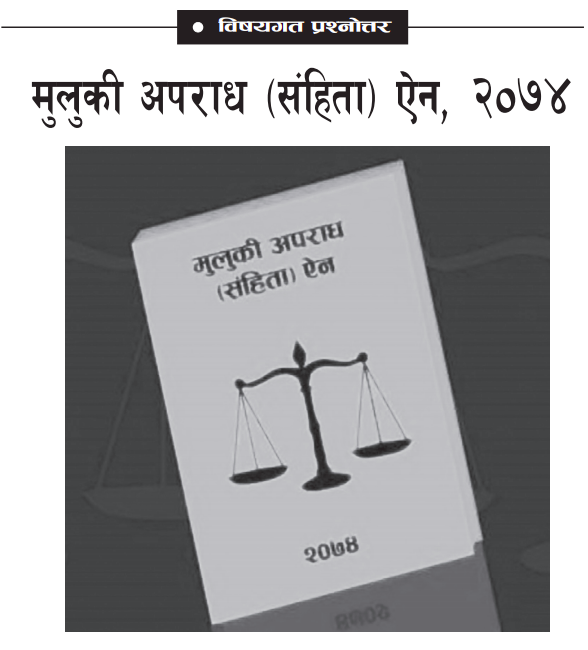 • विषयगत प्रश्नोत्तर
मुलुकी अपराध (संहिता) ऐन, २०७४
मुलुकी अपराध
(संहिता) ऐन
२०७४